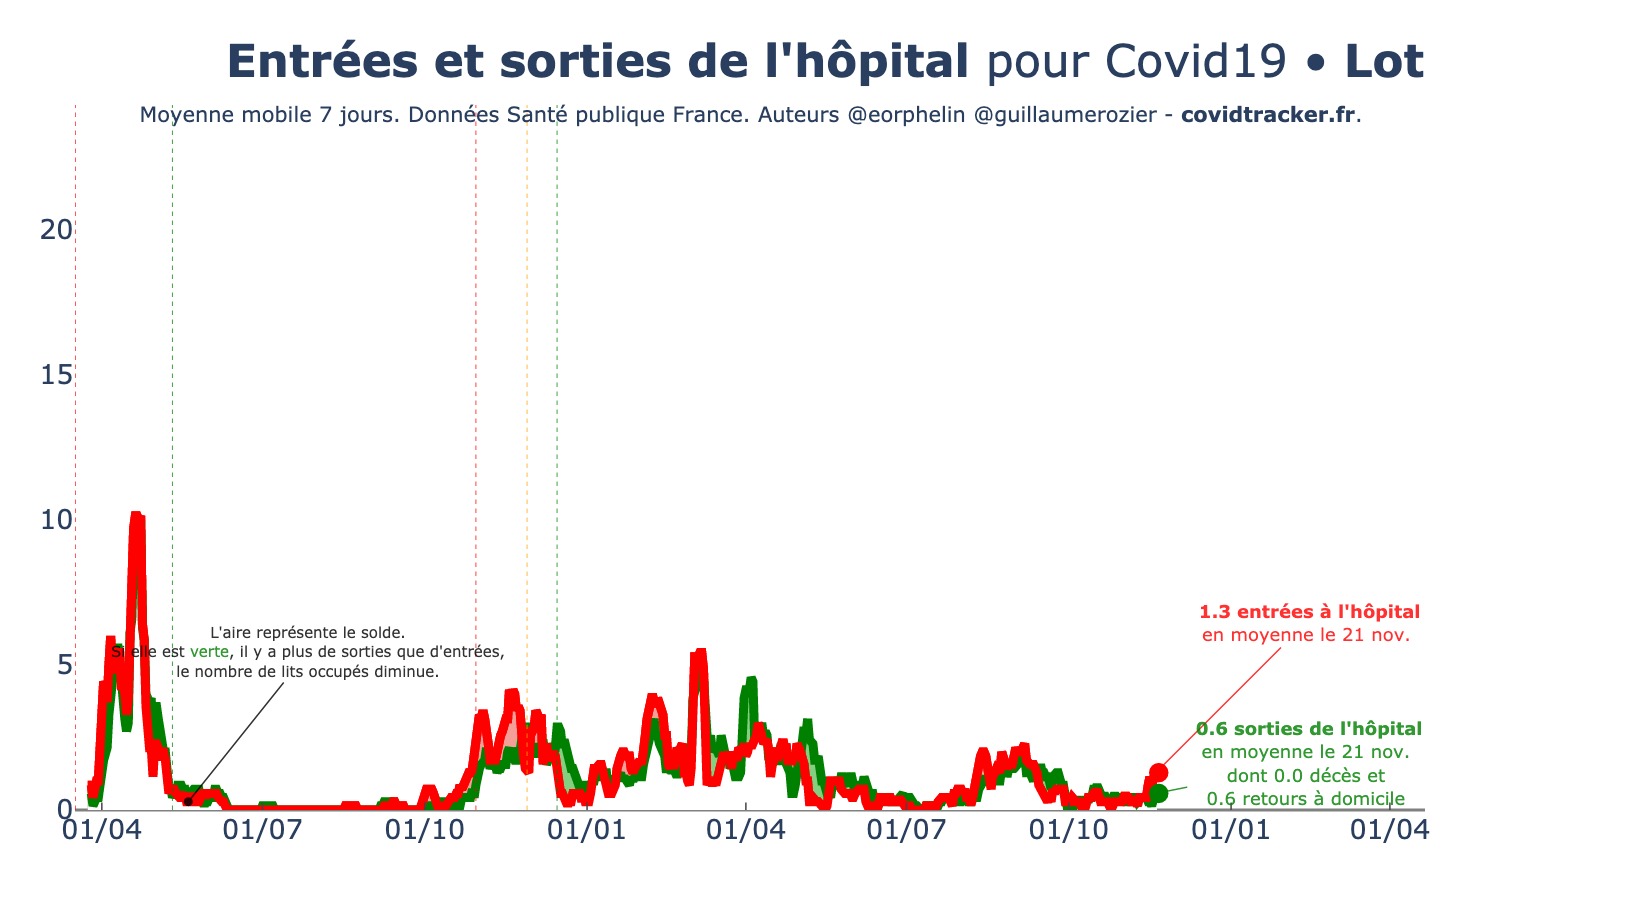 Entrées et sorties de l'hôpital pour Covid19 • Lot
Moyenne mobile 7 jours. Données Santé publique France. Auteurs @eorphelin @guillaumerozier - covidtracker.fr.
20
15
10
5
0
L'aire représente le solde.
Si elle est verte, il y a plus de sorties que d'entrées,
le nombre de lits occupés diminue.
1.3 entrées à l'hôpital
en moyenne le 21 nov.
0.6 sorties de l'hôpital
en moyenne le 21 nov.
dont 0.0 décès et
0.6 retours à domicile
01/04 01/07 01/10 01/01 01/04 01/07 01/10 01/01 01/04